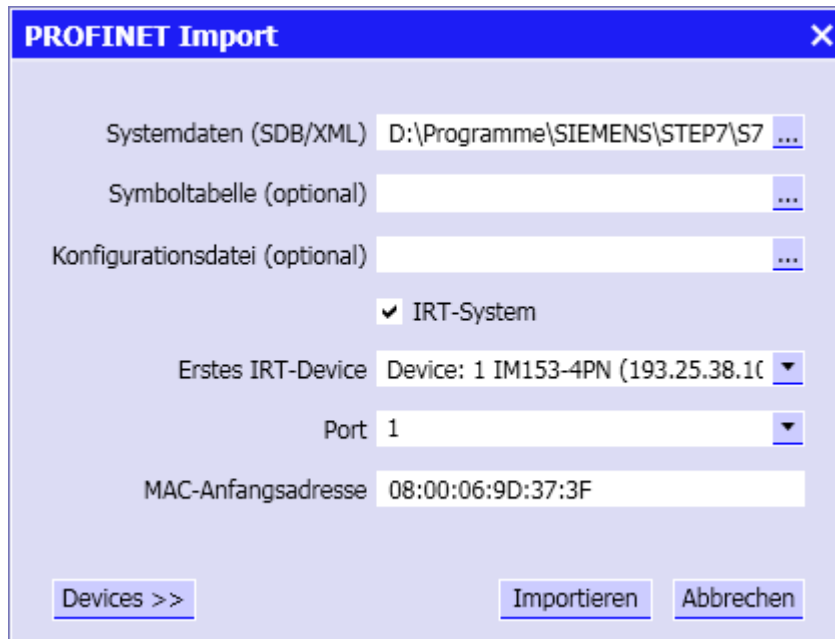 PROFINET Import
Systemdaten (SDB/XML) D:\Programme\SIEMENS\STEP7\S7 ...
Symboltabelle (optional) ...
Konfigurationsdatei (optional) ...
IRT-System
Erstes IRT-Device Device: 1 IM153-4PN (193.25.38.10
Port 1
MAC-Anfangsadresse 08:00:06:9D:37:3F
Devices >> Importieren Abbrechen